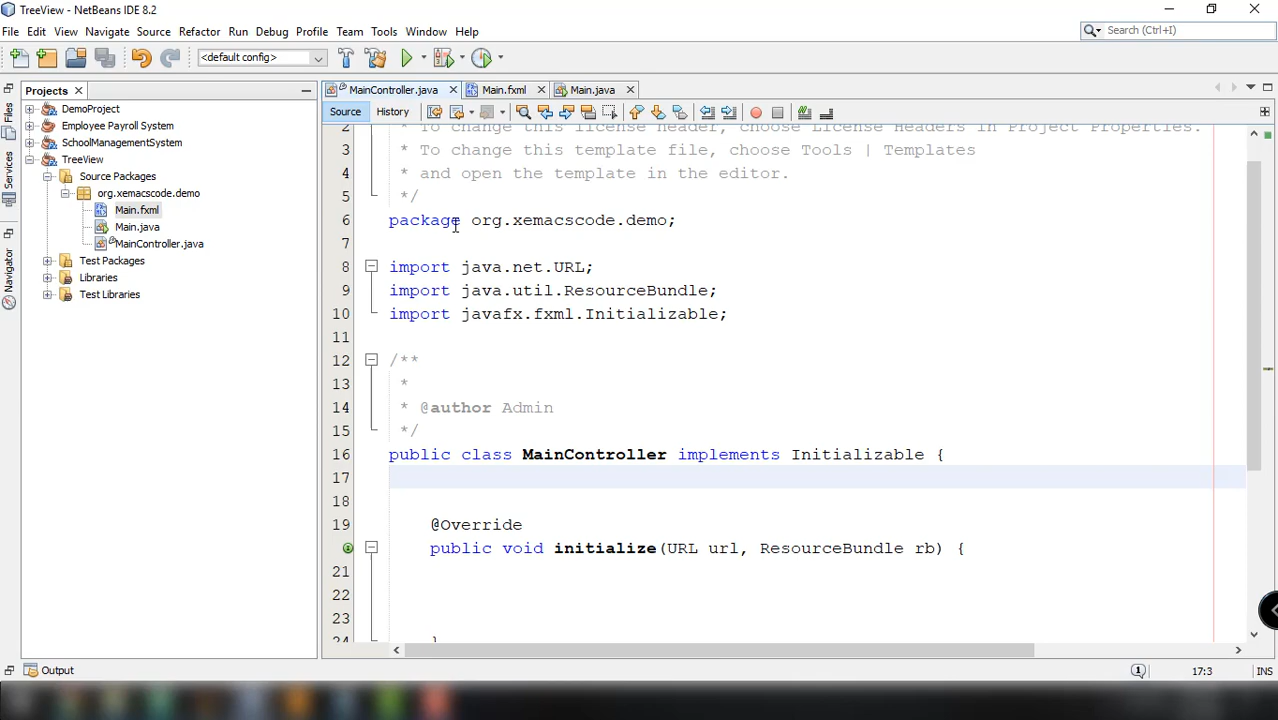 TreeView - NetBeans IDE 8.2
File Edit View Navigate Source Refactor Run Debug Profile Team Tools Window Help
Search (Ctrl+I)
<default config>
Projects
MainController.java Main.fxml Main.java
Source History
Files
Services
Navigator
DemoProject
Employee Payroll System
SchoolManagementSystem
TreeView
Source Packages
org.xemacscode.demo
Main.fxml
Main.java
MainController.java
Test Packages
Libraries
Test Libraries
2 * To change this license header, choose License Headers in Project Properties.
3 * To change this template file, choose Tools | Templates
4 * and open the template in the editor.
5 */
6 package org.xemacscode.demo;
7
8 import java.net.URL;
9 import java.util.ResourceBundle;
10 import javafx.fxml.Initializable;
11
12 /**
13 *
14 * @author Admin
15 */
16 public class MainController implements Initializable {
17
18
19 @Override
public void initialize(URL url, ResourceBundle rb) {
21
22
23
24 }
Output
1
17:3
INS